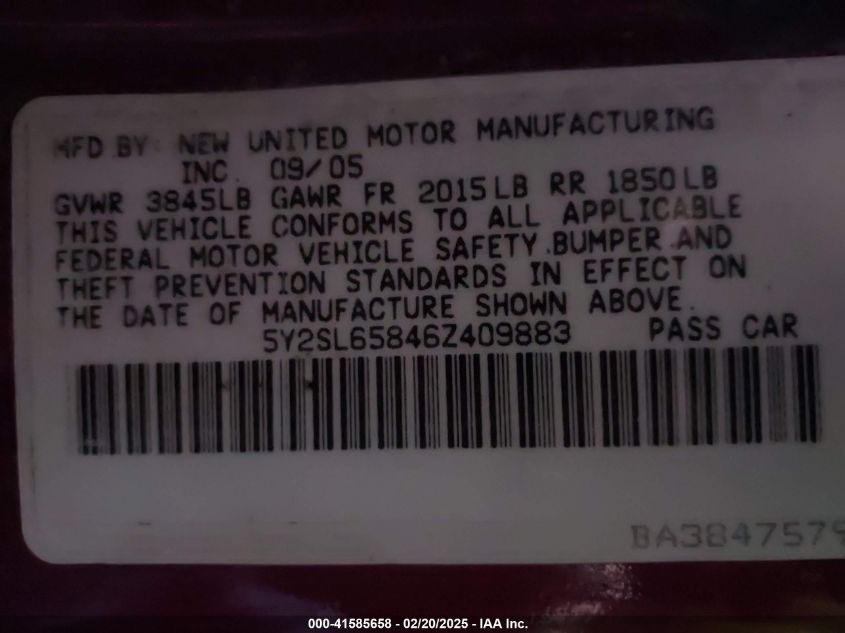 MFD BY: NEW UNITED MOTOR MANUFACTURING
INC. 09/05
GVWR 3845LB GAWR FR 2015LB RR 1850LB
THIS VEHICLE CONFORMS TO ALL APPLICABLE
FEDERAL MOTOR VEHICLE SAFETY,BUMPER,AND
THEFT PREVENTION STANDARDS IN EFFECT ON
THE DATE OF MANUFACTURE SHOWN ABOVE.
5Y2SL65846Z409883 PASS CAR
BA3847579
000-41585658 - 02/20/2025 - IAA Inc.